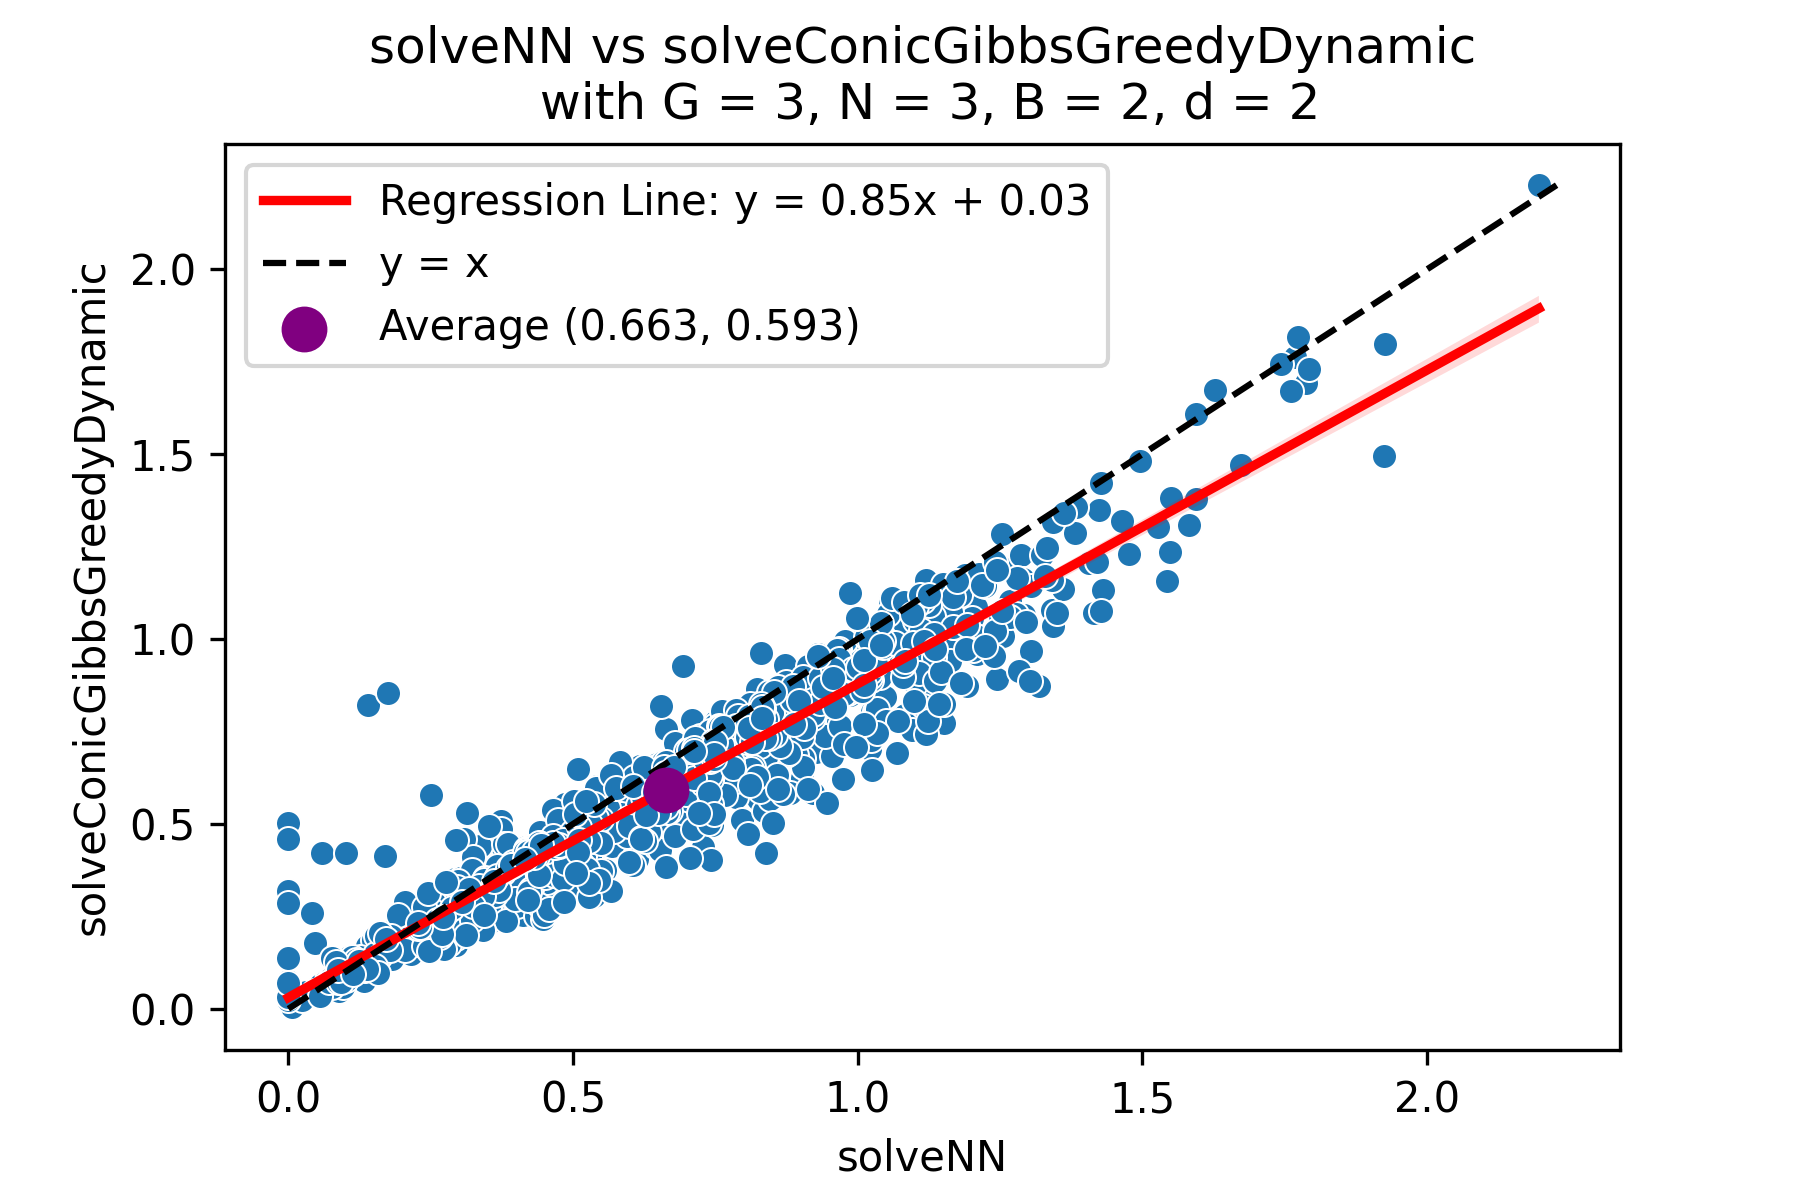 solveNN vs solveConicGibbsGreedyDynamic
with G = 3, N = 3, B = 2, d = 2
Regression Line: y = 0.85x + 0.03
y = x
Average (0.663, 0.593)
solveConicGibbsGreedyDynamic
2.0
1.5
1.0
0.5
0.0
0.0 0.5 1.0 1.5 2.0
solveNN